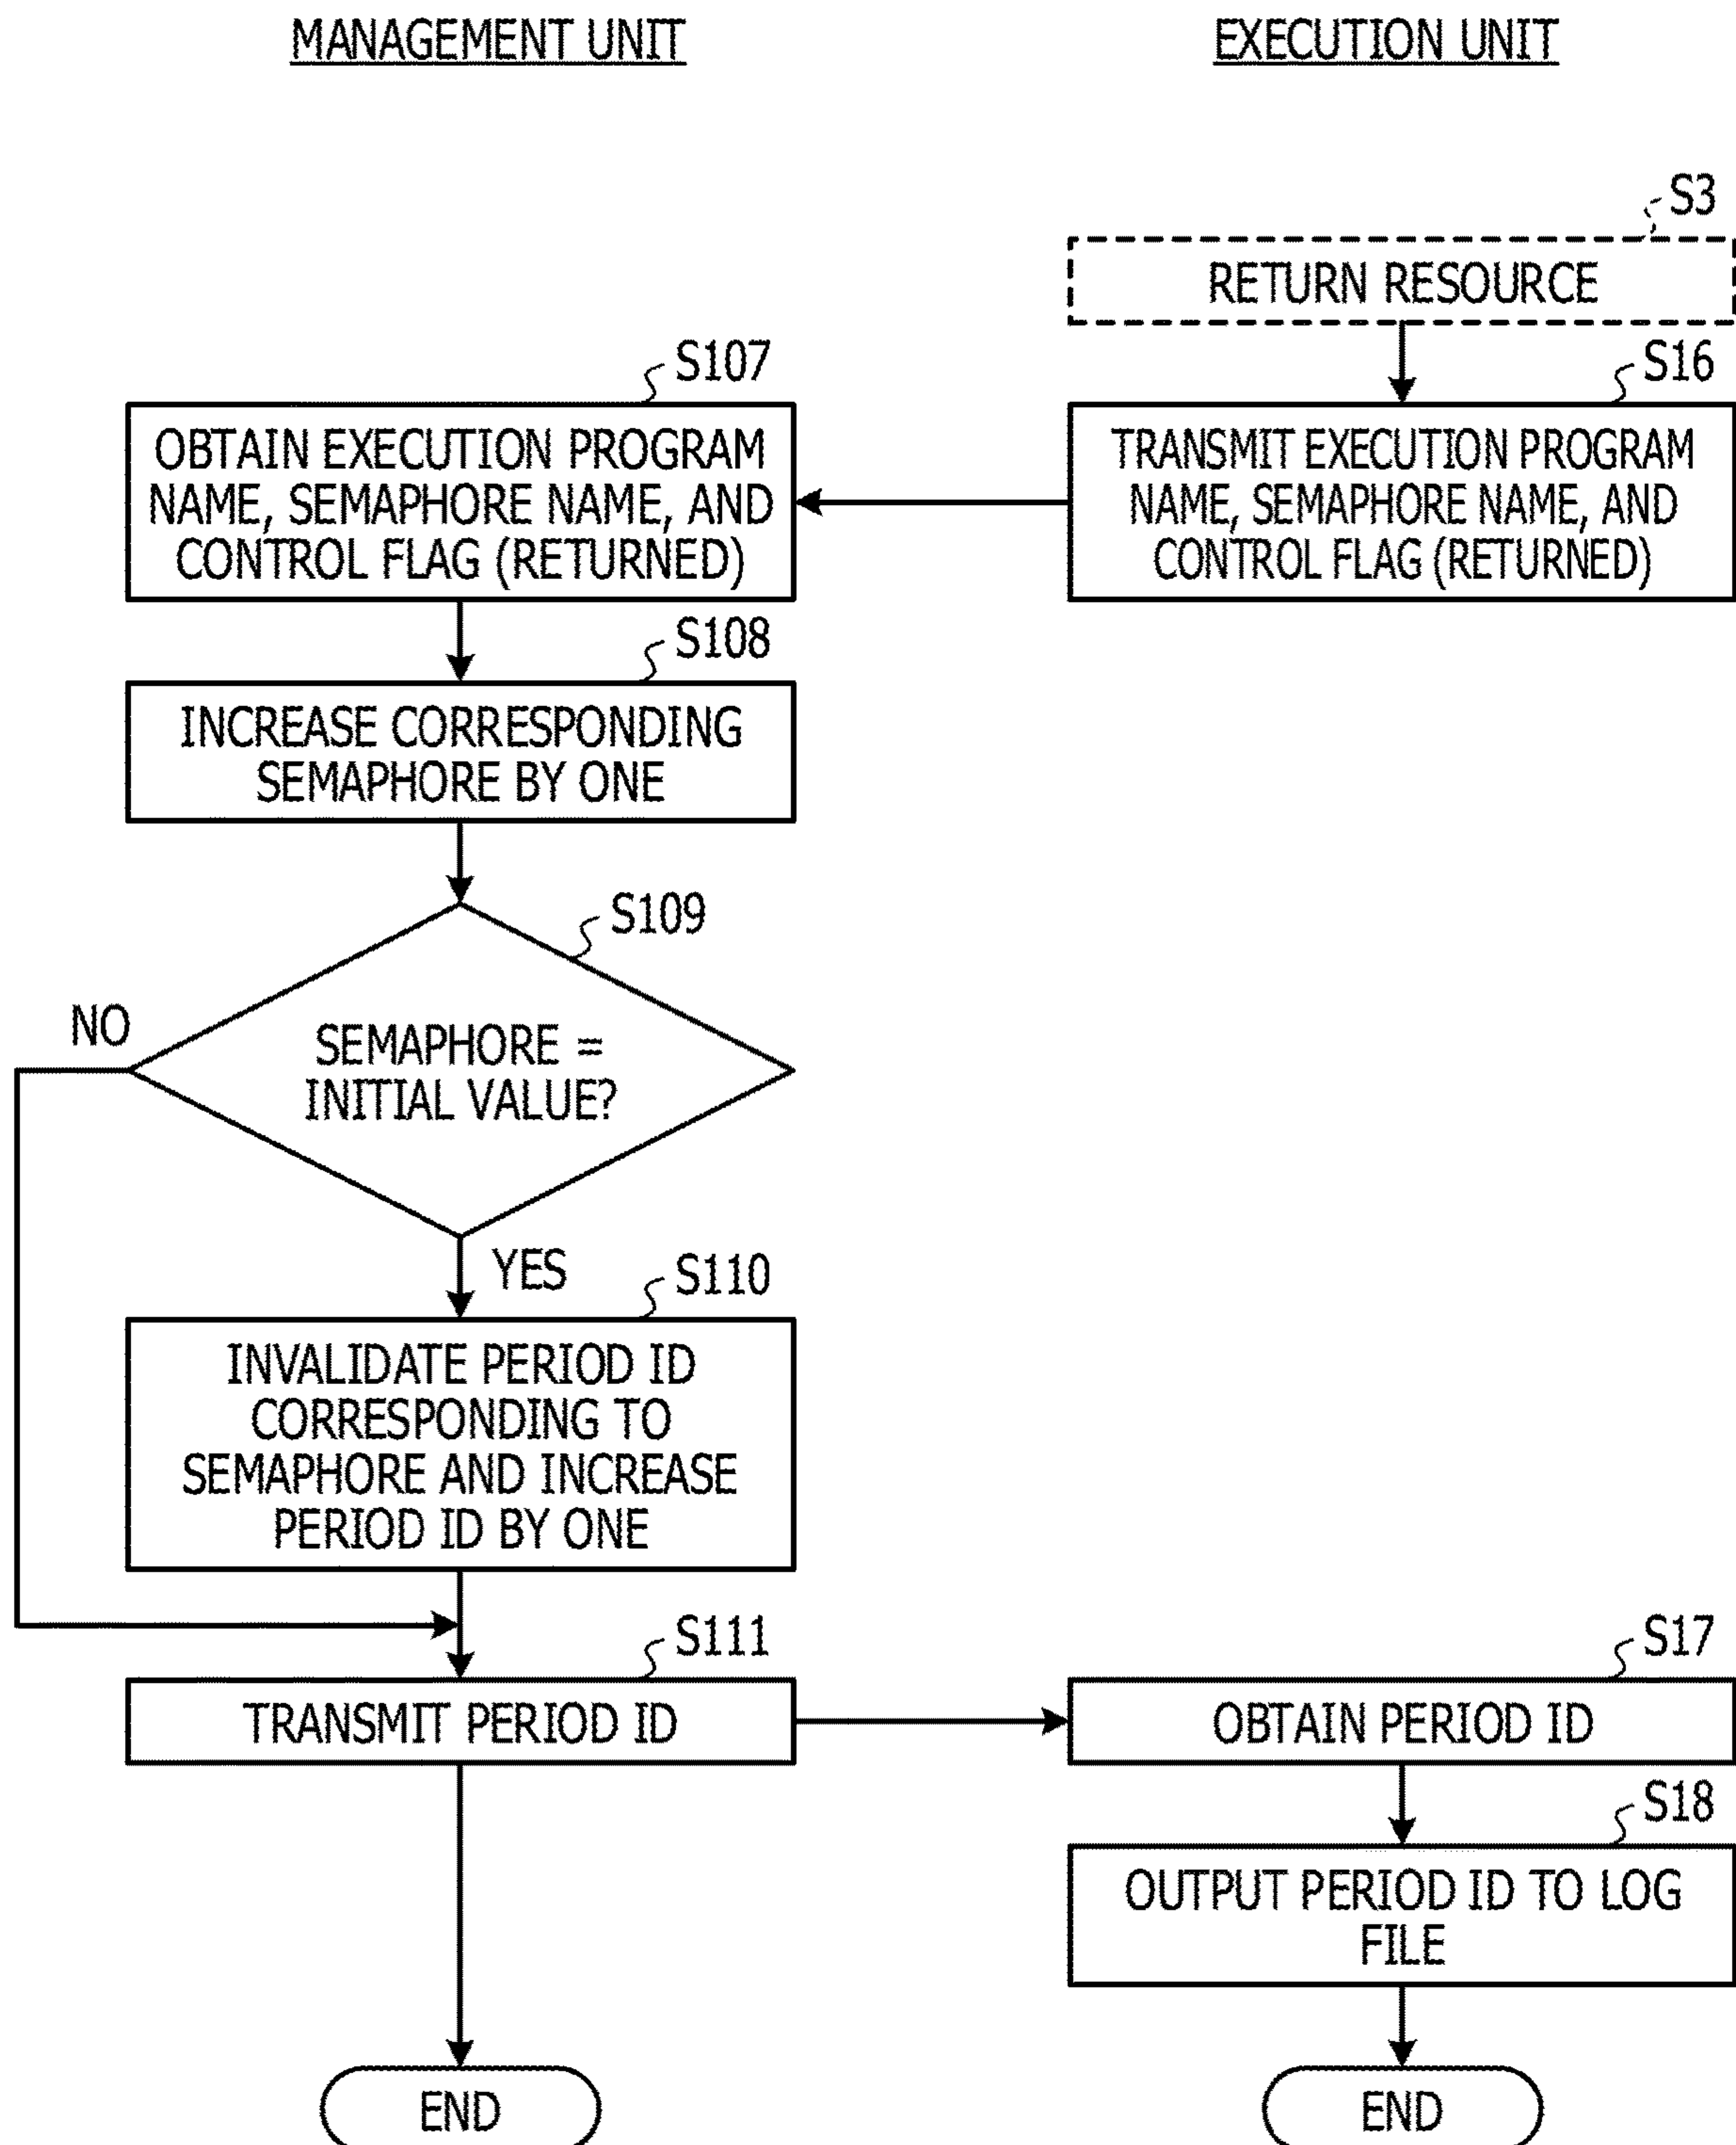 MANAGEMENT UNIT
EXECUTION UNIT
S3
RETURN RESOURCE
S107
OBTAIN EXECUTION PROGRAM
NAME, SEMAPHORE NAME, AND
CONTROL FLAG (RETURNED)
S16
TRANSMIT EXECUTION PROGRAM
NAME, SEMAPHORE NAME, AND
CONTROL FLAG (RETURNED)
S108
INCREASE CORRESPONDING
SEMAPHORE BY ONE
S109
NO
SEMAPHORE =
INITIAL VALUE?
YES
S110
INVALIDATE PERIOD ID
CORRESPONDING TO
SEMAPHORE AND INCREASE
PERIOD ID BY ONE
S111
TRANSMIT PERIOD ID
S17
OBTAIN PERIOD ID
S18
OUTPUT PERIOD ID TO LOG
FILE
END
END